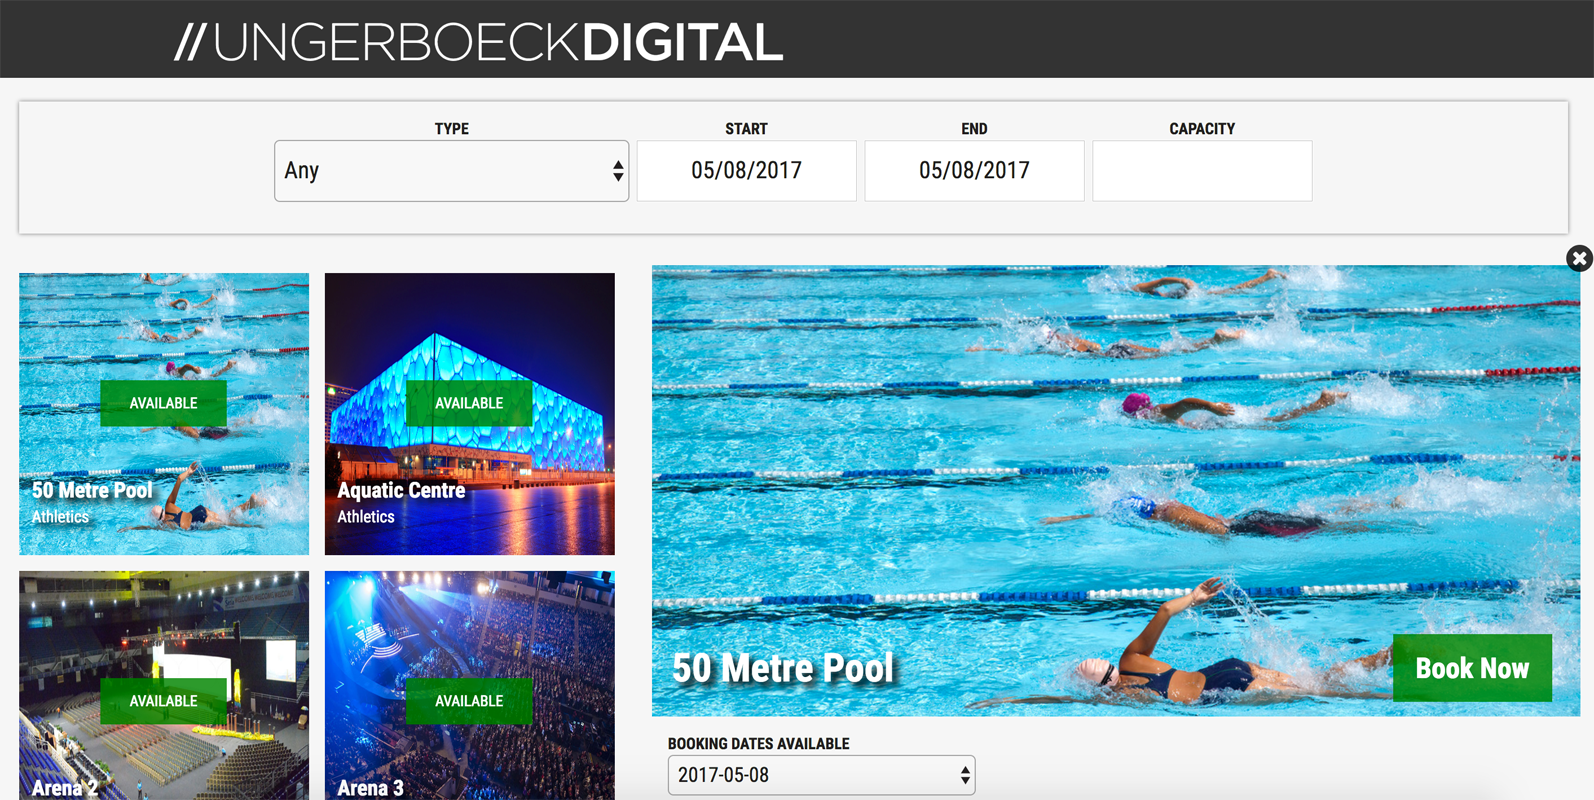 //UNGERBOECKDIGITAL
TYPE
START
END
CAPACITY
Any
05/08/2017
05/08/2017
AVAILABLE
50 Metre Pool
Athletics
AVAILABLE
Aquatic Centre
Athletics
AVAILABLE
Arena 2
AVAILABLE
Arena 3
50 Metre Pool
Book Now
BOOKING DATES AVAILABLE
2017-05-08